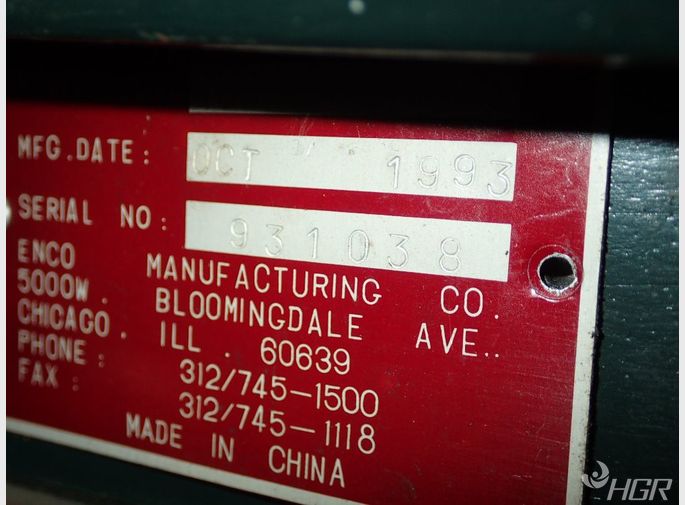 MFG. DATE: OCT 1993
SERIAL NO: 931038
ENCO MANUFACTURING CO.
5000W. BLOOMINGDALE AVE..
CHICAGO. ILL. 60639
PHONE: 312/745-1500
FAX: 312/745-1118
MADE IN CHINA
HGR